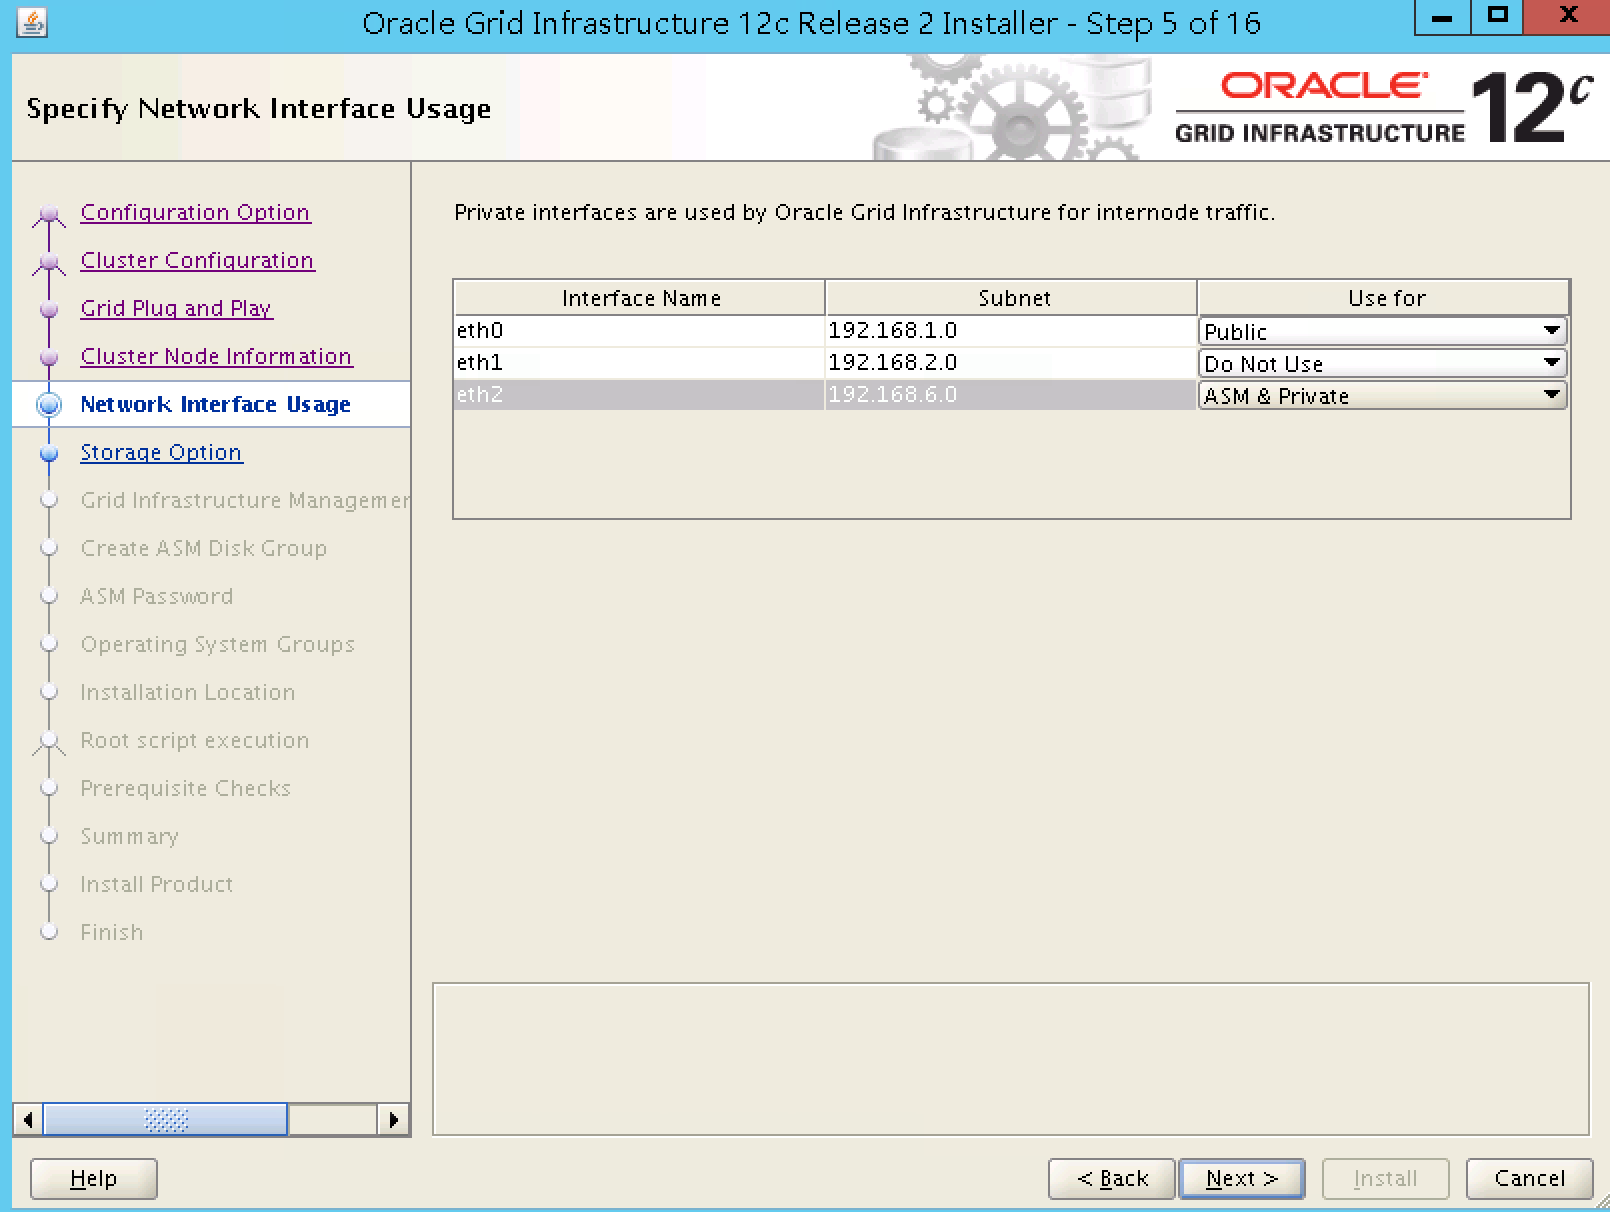 Oracle Grid Infrastructure 12c Release 2 Installer - Step 5 of 16
Specify Network Interface Usage
ORACLE
GRID INFRASTRUCTURE
12c
Configuration Option
Cluster Configuration
Grid Plug and Play
Cluster Node Information
Network Interface Usage
Storage Option
Grid Infrastructure Managemer
Create ASM Disk Group
ASM Password
Operating System Groups
Installation Location
Root script execution
Prerequisite Checks
Summary
Install Product
Finish
Private interfaces are used by Oracle Grid Infrastructure for internode traffic.
Interface Name Subnet Use for
eth0 192.168.1.0 Public
eth1 192.168.2.0 Do Not Use
eth2 192.168.6.0 ASM & Private
Help < Back Next > Install Cancel